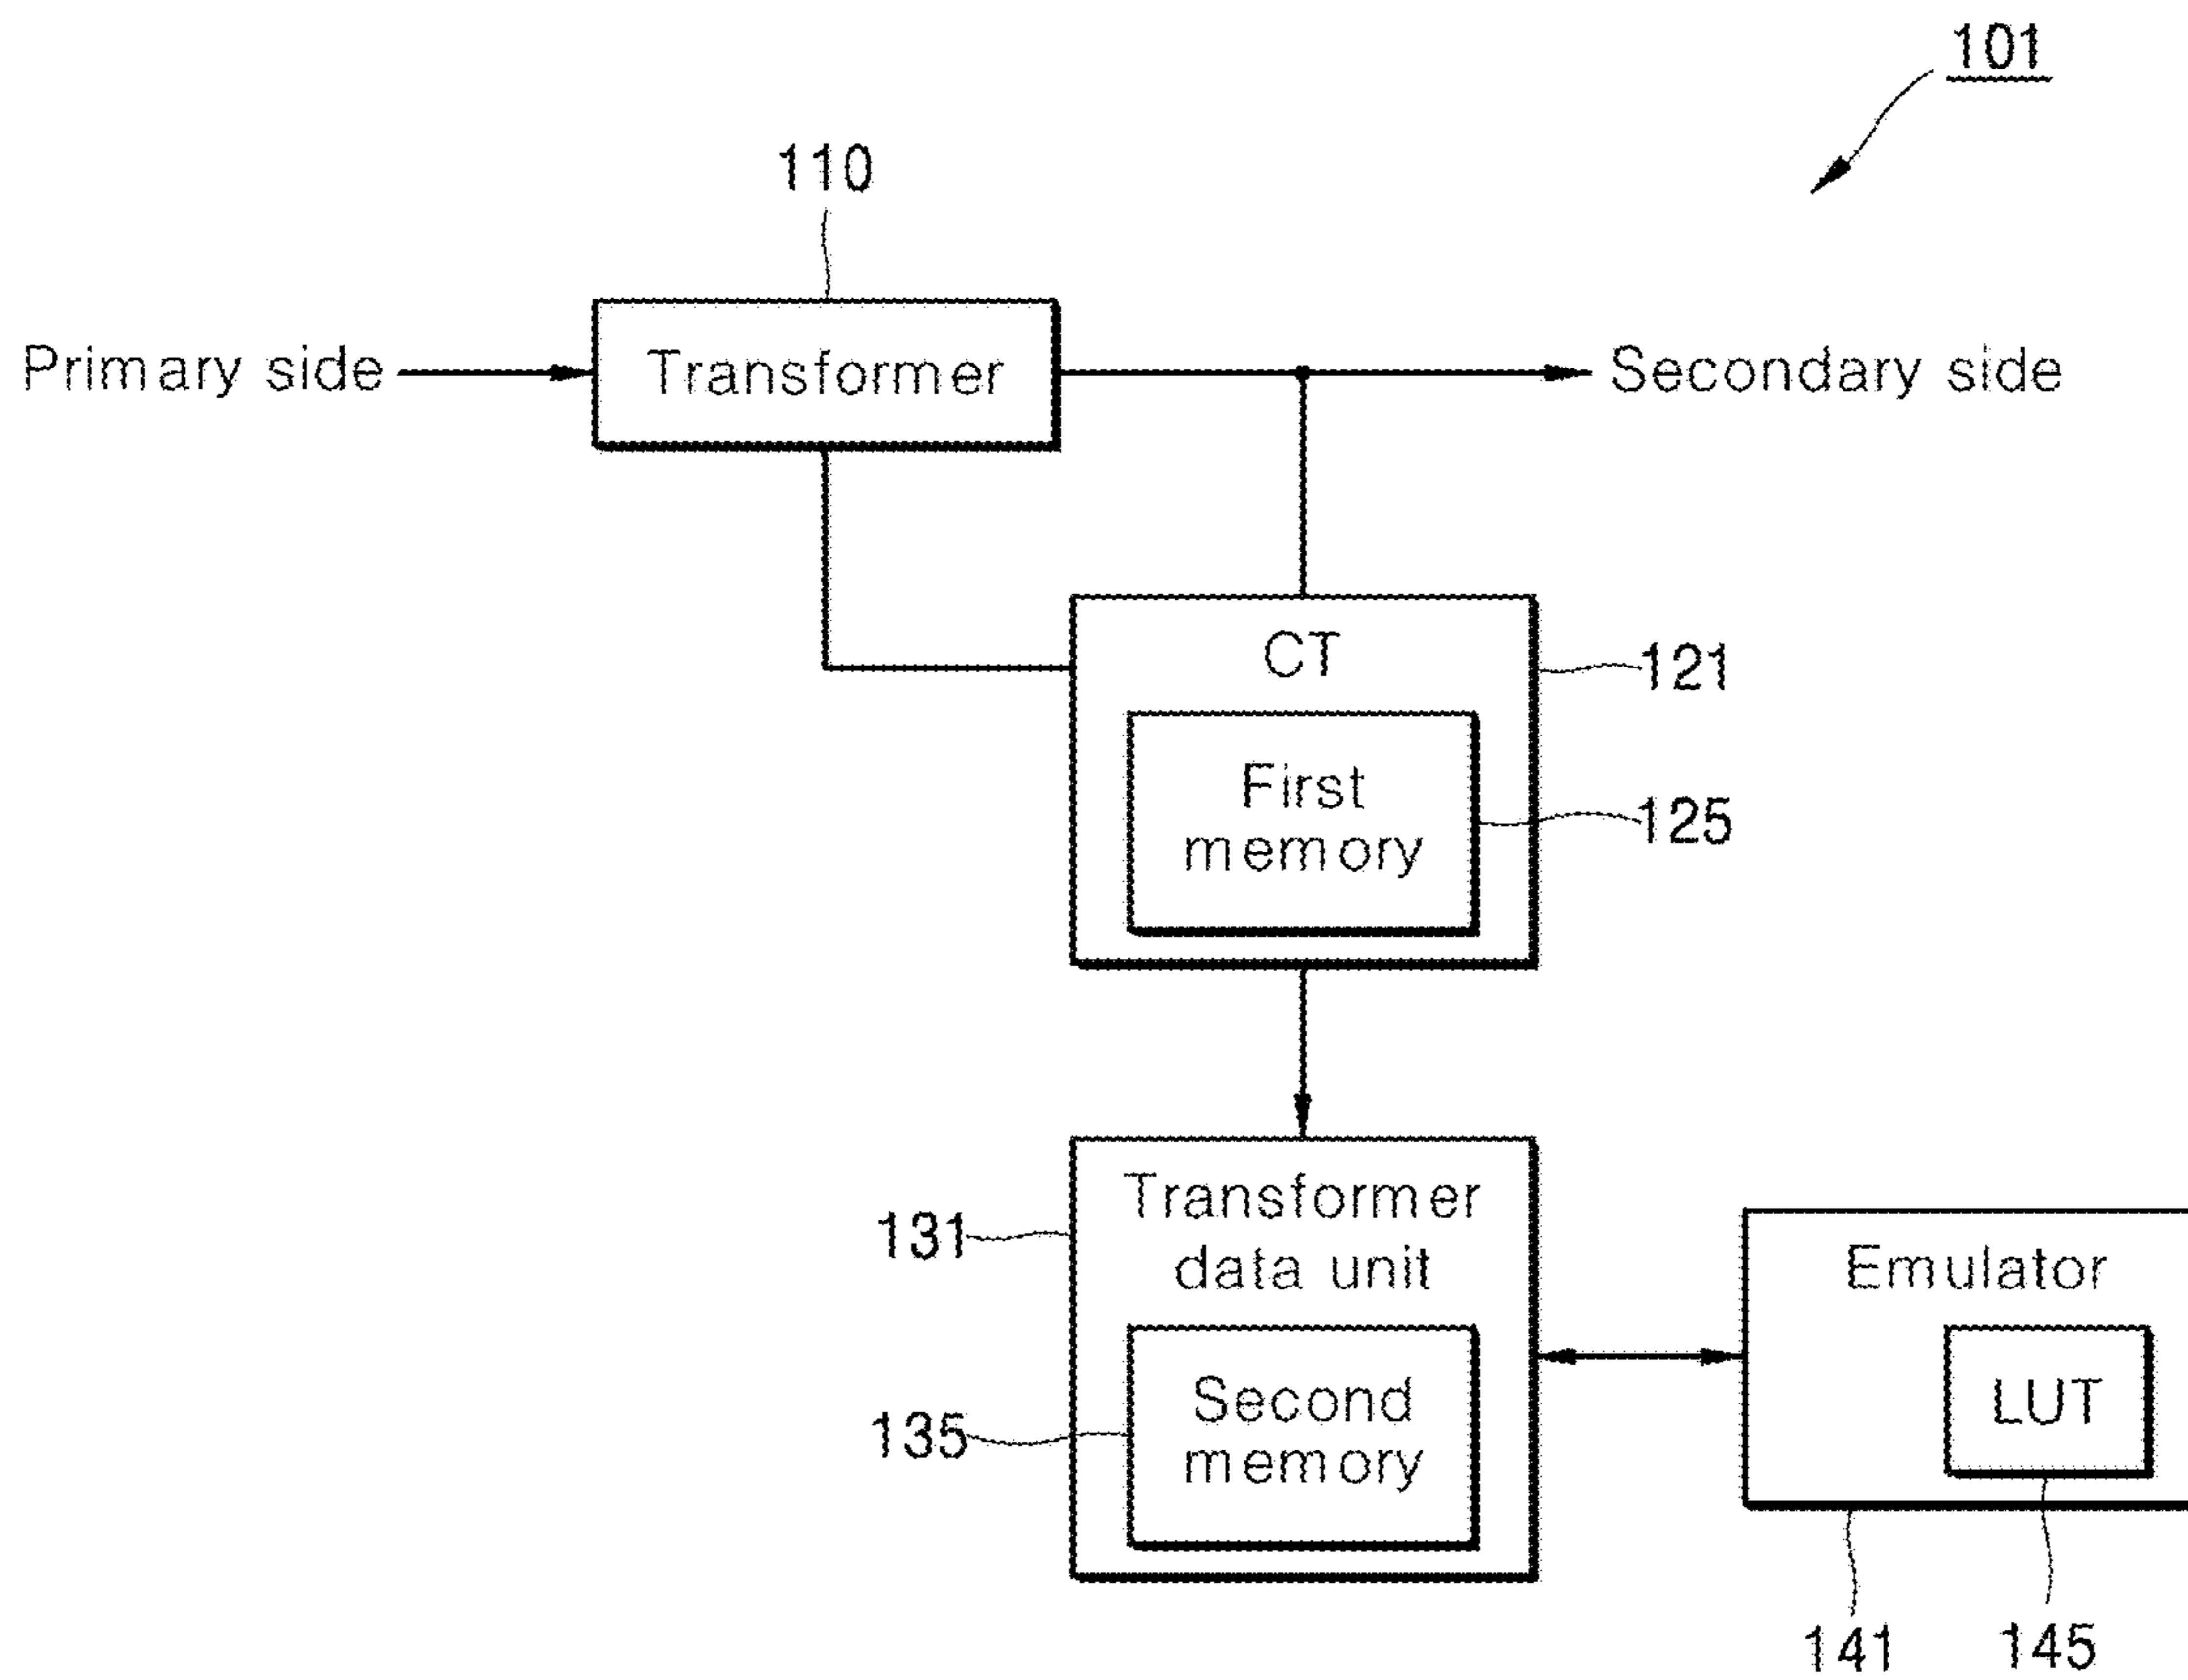 101
110
Primary side
Transformer
Secondary side
CT
121
First
memory
125
Transformer
data unit
131
Emulator
Second
memory
135
LUT
141
145